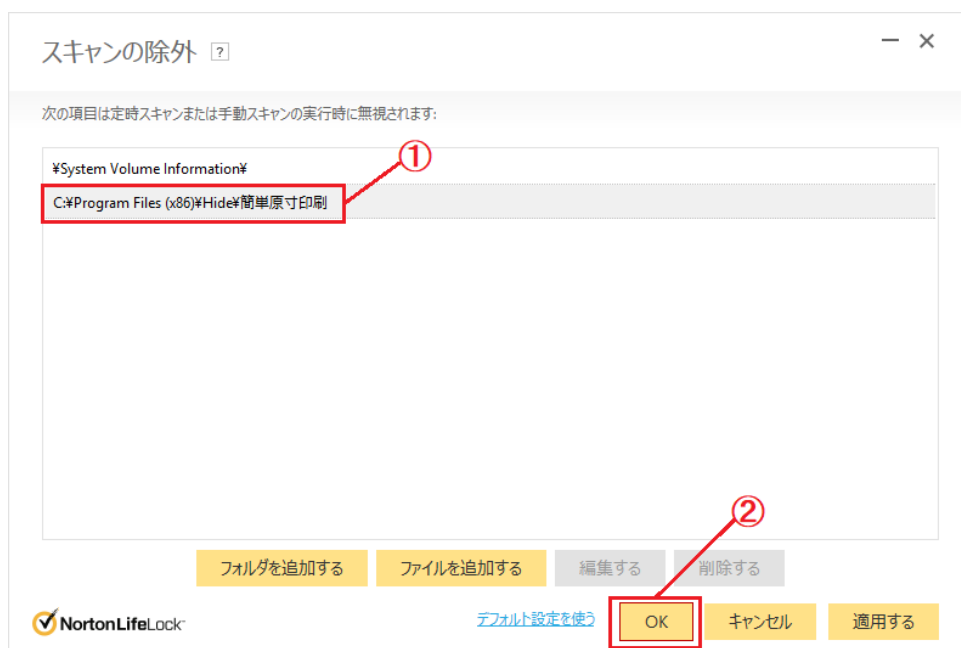 スキャンの除外 ?
次の項目は定時スキャンまたは手動スキャンの実行時に無視されます:
①
¥System Volume Information¥
C:¥Program Files (x86)¥Hide¥簡単原寸印刷
②
フォルダを追加する ファイルを追加する 編集する 削除する
NortonLifeLock デフォルト設定を使う OK キャンセル 適用する